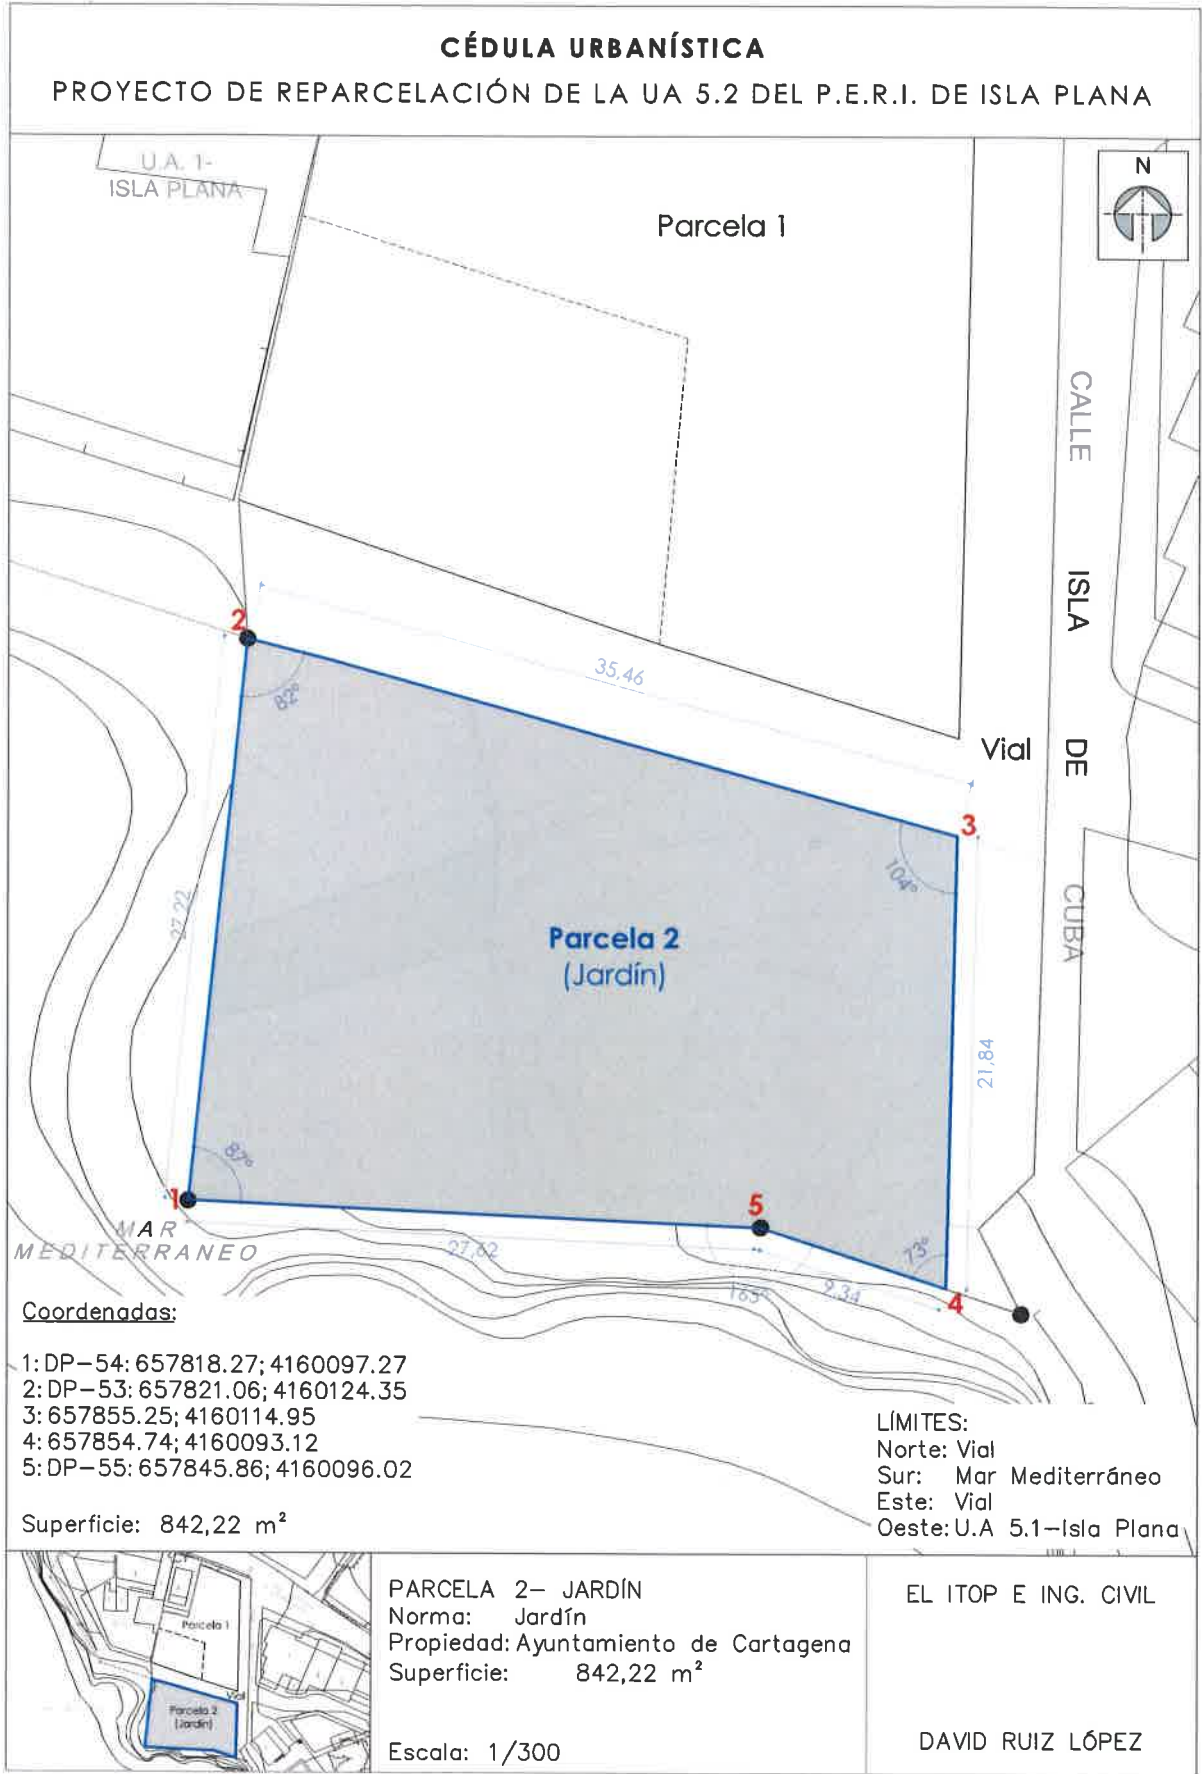 CÉDULA URBANÍSTICA
PROYECTO DE REPARCELACIÓN DE LA UA 5.2 DEL P.E.R.I. DE ISLA PLANA
U.A. 1-
ISLA PLANA
N
Parcela 1
CALLE ISLA DE CUBA
2
35,46
82°
Vial
3
104°
27,22
Parcela 2
(Jardín)
21,84
87°
1
5
MAR
MEDITERRANEO
27,62
73°
165°
9,34
4
Coordenadas:
1: DP-54: 657818.27; 4160097.27
2: DP-53: 657821.06; 4160124.35
3: 657855.25; 4160114.95
4: 657854.74; 4160093.12
5: DP-55: 657845.86; 4160096.02
Superficie: 842,22 m²
LÍMITES:
Norte: Vial
Sur: Mar Mediterráneo
Este: Vial
Oeste: U.A 5.1-Isla Plana
Parcela 1
Vial
Parcela 2
(Jardín)
PARCELA 2- JARDÍN
Norma: Jardín
Propiedad: Ayuntamiento de Cartagena
Superficie: 842,22 m²
Escala: 1/300
EL ITOP E ING. CIVIL
DAVID RUIZ LÓPEZ